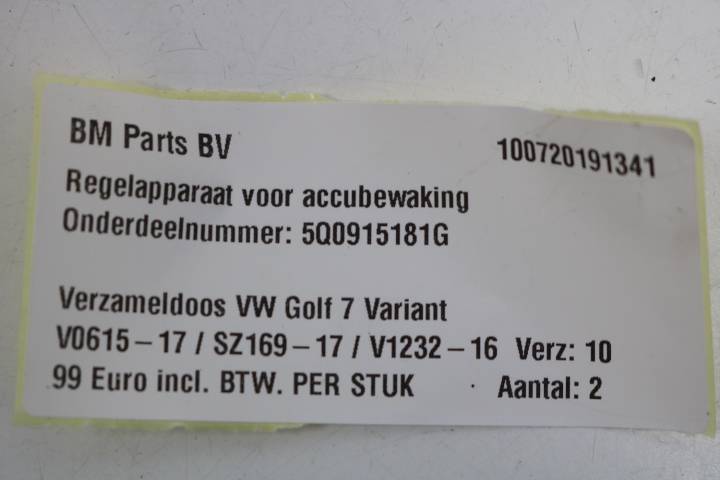 BM Parts BV
100720191341
Regelapparaat voor accubewaking
Onderdeelnummer: 5Q0915181G
Verzameldoos VW Golf 7 Variant
V0615-17 / SZ169-17 / V1232-16 Verz: 10
99 Euro incl. BTW. PER STUK Aantal: 2